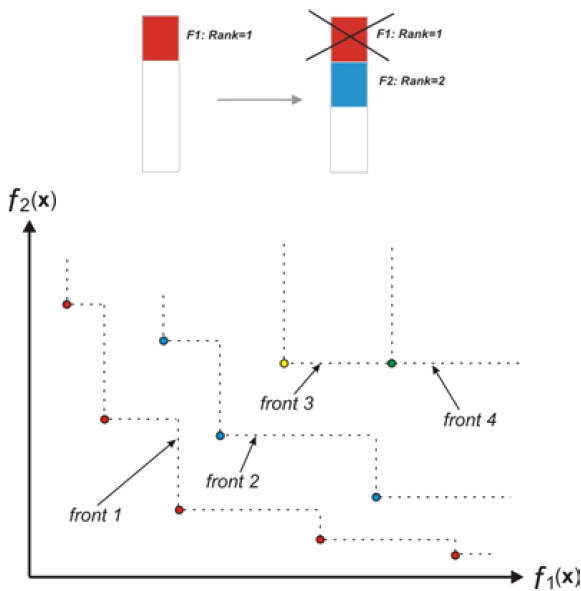 F1: Rank=1
F1: Rank=1
F2: Rank=2
f2(x)
front 3
front 4
front 2
front 1
f1(x)